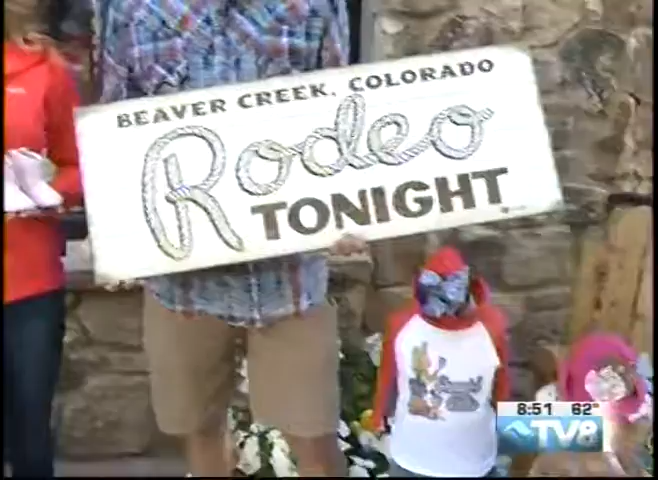 BEAVER CREEK, COLORADO
Rodeo
TONIGHT
8:51 62°
TV8